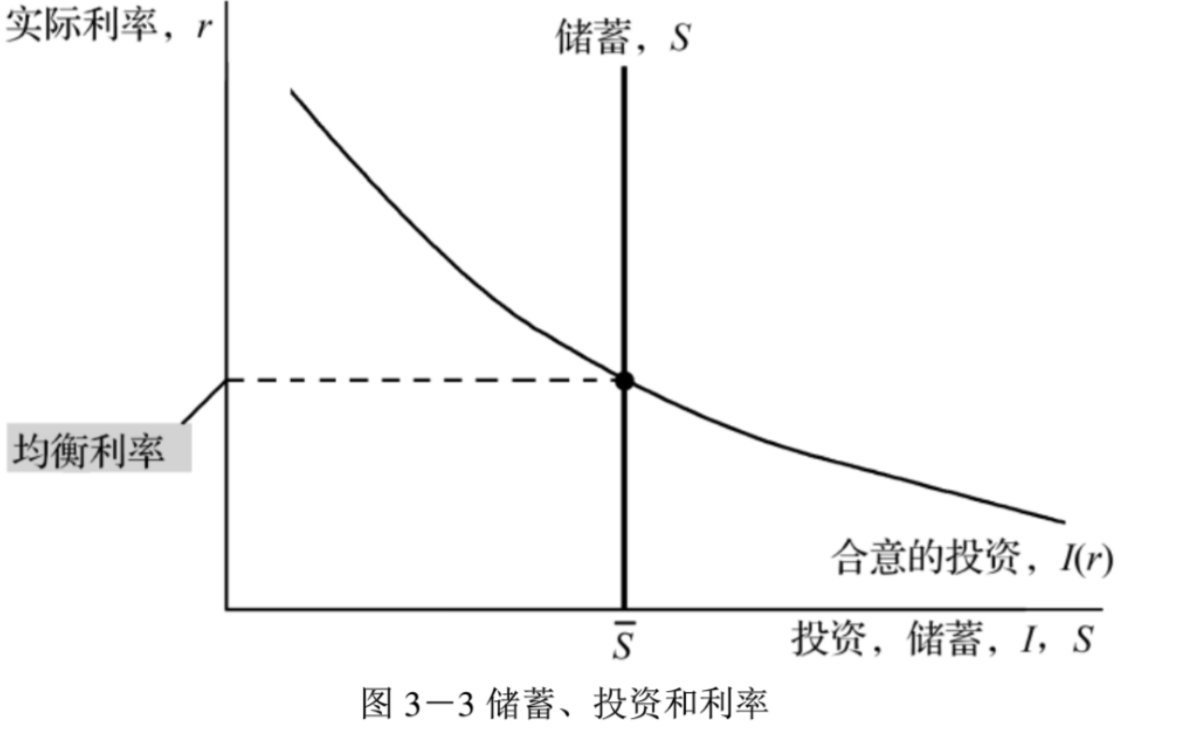 实际利率，r
储蓄，S
均衡利率
合意的投资，I(r)
S̅
投资，储蓄，I，S
图 3－3 储蓄、投资和利率